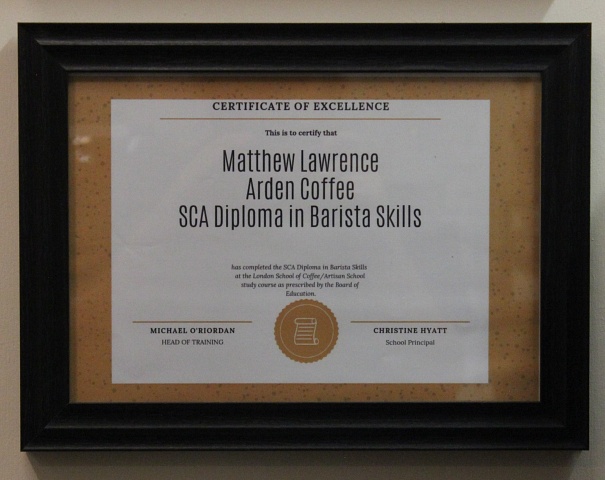 CERTIFICATE OF EXCELLENCE
This is to certify that
Matthew Lawrence
Arden Coffee
SCA Diploma in Barista Skills
has completed the SCA Diploma in Barista Skills
at the London School of Coffee/Artisan School
study course as prescribed by the Board of
Education.
MICHAEL O'RIORDAN
HEAD OF TRAINING
CHRISTINE HYATT
School Principal